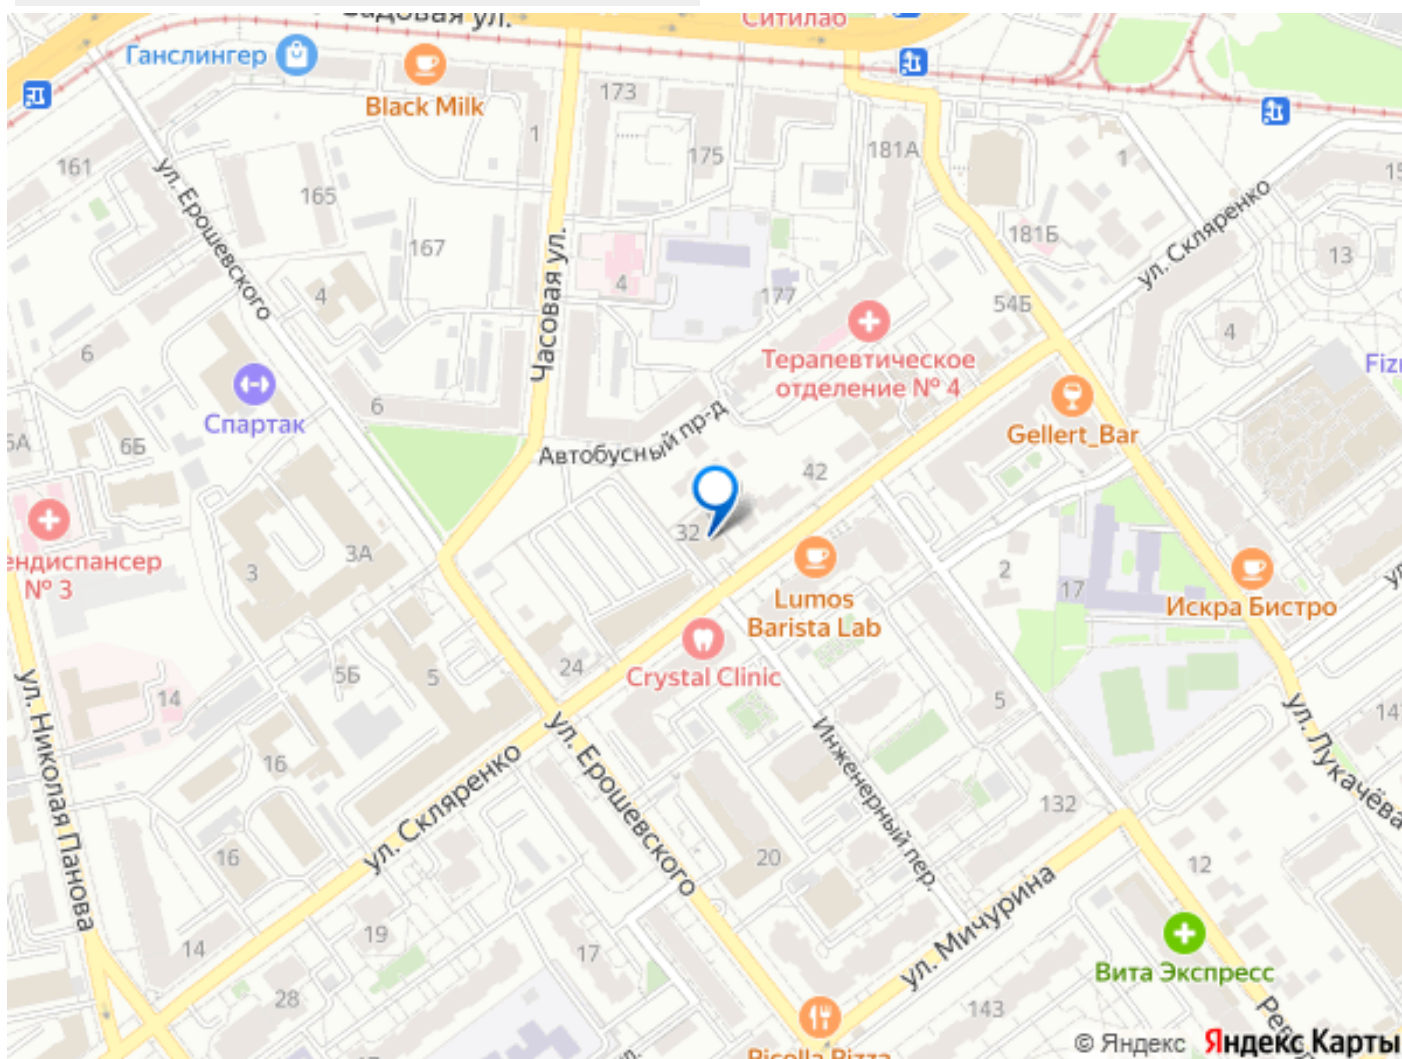 Садовая ул.
Ситилаб
Ганслингер
Black Milk
173
1
175
181А
1
161
165
ул. Ерошевского
167
4
Часовая ул.
4
177
181Б
ул. Скляренко
13
15
54Б
4
6
Терапевтическое
отделение № 4
Спартак
6
6Б
Автобусный пр-д
42
Gellert_Bar
32
3А
3
№ 3
Lumos
Barista Lab
2
17
Искра Бистро
Crystal Clinic
24
5Б
5
14
5
ул. Николая Панова
16
ул. Скляренко
ул. Ерошевского
Инженерный пер.
ул. Лукачёва
132
16
20
12
14
19
17
ул. Мичурина
Вита Экспресс
28
143
© Яндекс Яндекс Карты